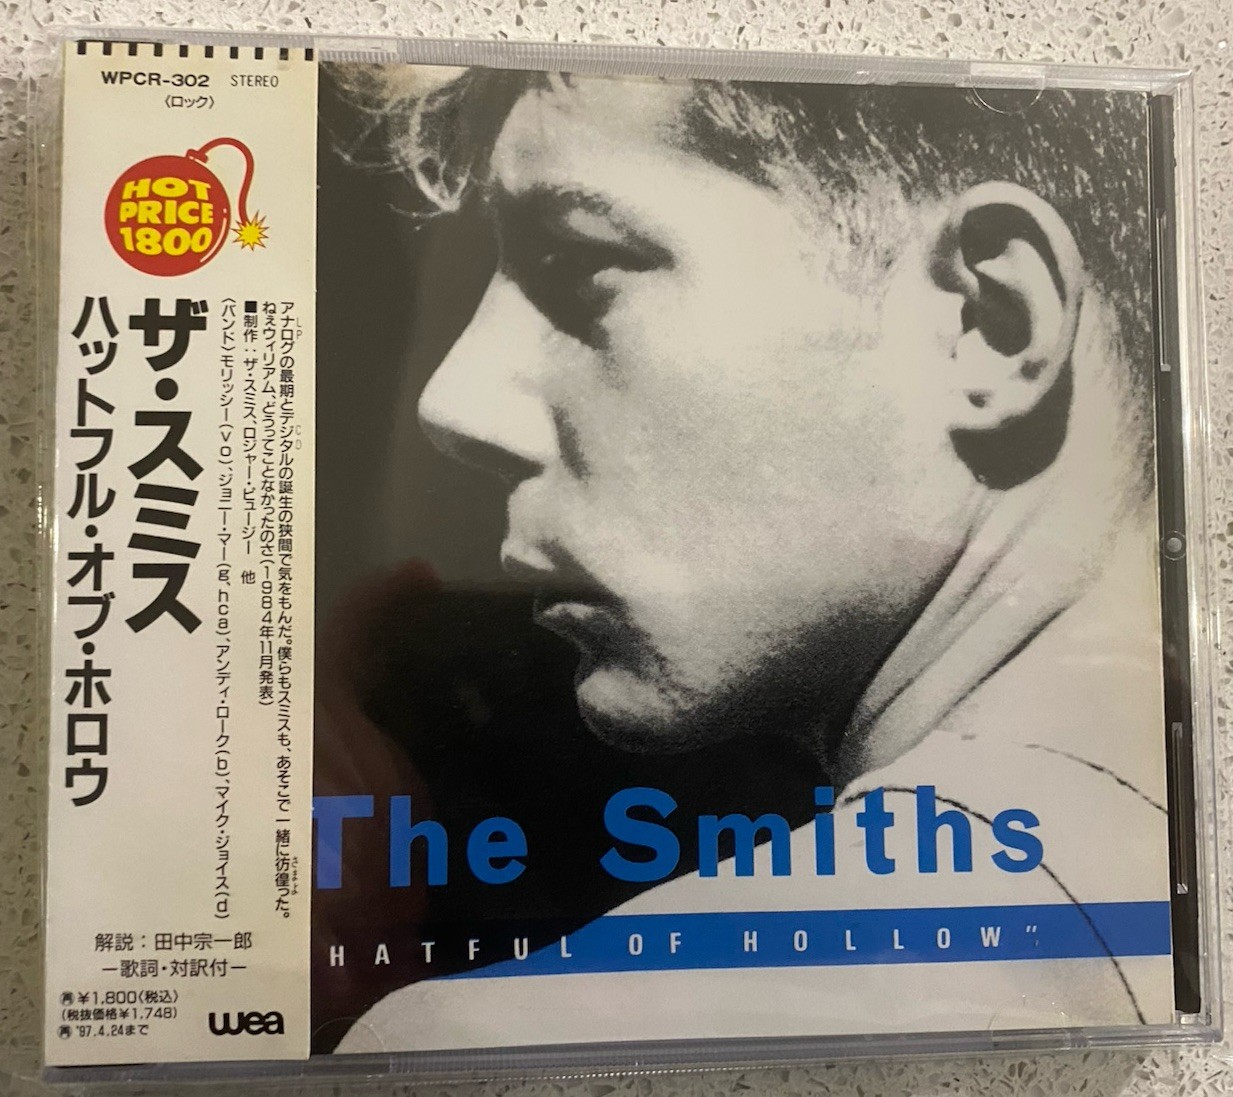 WPCR-302 STEREO
〈ロック〉
HOT
PRICE
1800
ザ・スミス
ハットフル・オブ・ホロウ
アナログの最期とデジタルの誕生の狭間で気をもんだ。僕らもスミスも、あそこで一緒に彷徨った。
LP
CD
さまよ
ねぇウィリアム、どうってことなかったのさ(1984年11月発表)
■制作:ザ・スミス、ロジャー・ピュージー 他
〈バンド〉モリッシー(vo)、ジョニー・マー(g、hca)、アンディ・ローク(b)、マイク・ジョイス(d)
解説:田中宗一郎
−歌詞・対訳付−
㋐¥1,800〈税込〉
(税抜価格¥1,748)
㋐'97.4.24まで
wea
The Smiths
HATFUL OF HOLLOW"